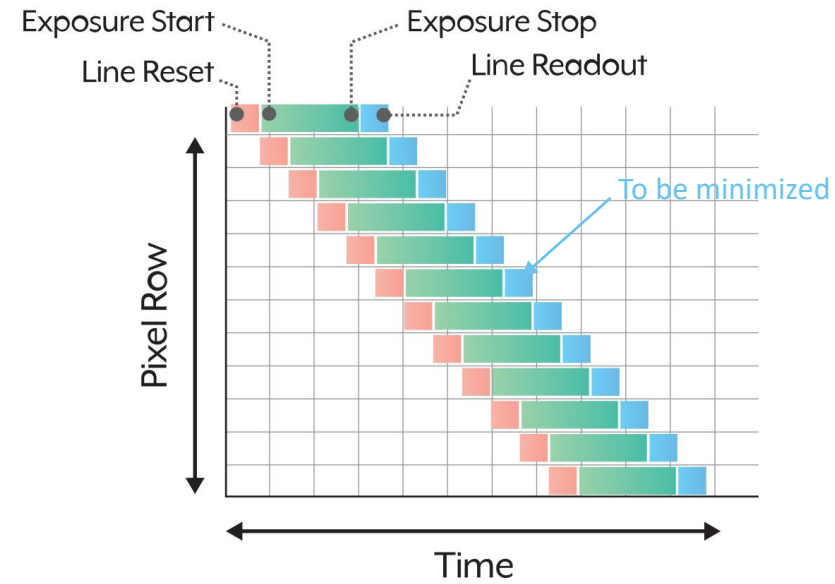 Exposure Start
Exposure Stop
Line Reset
Line Readout
To be minimized
Pixel Row
Time